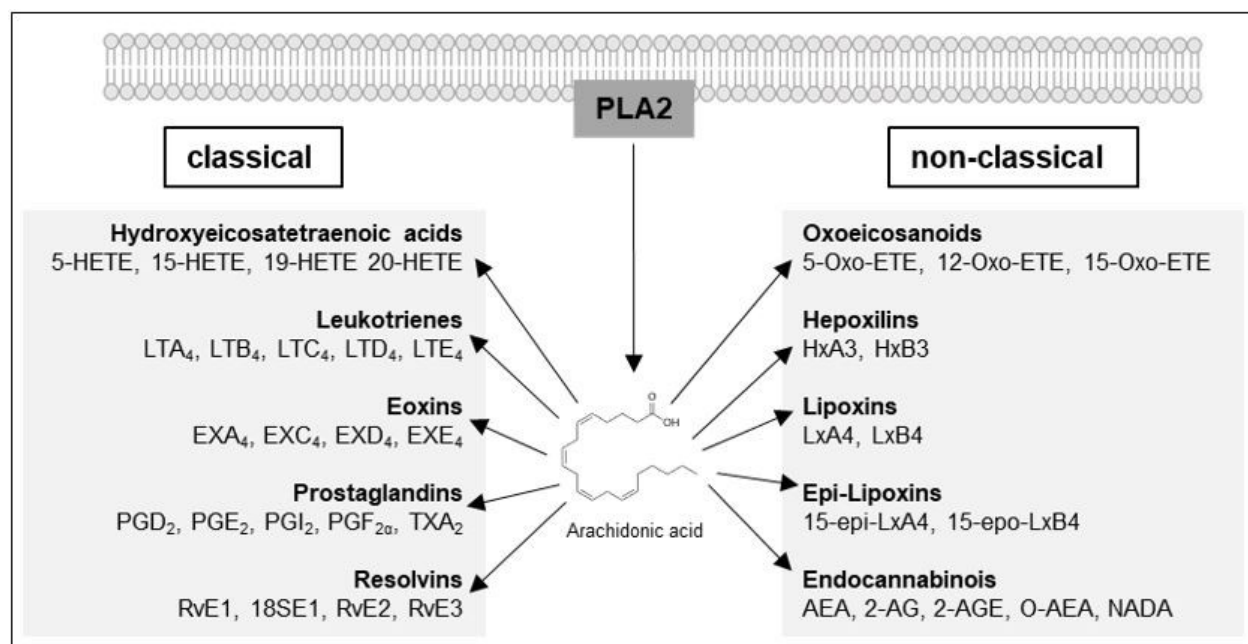 PLA2
classical
Hydroxyeicosatetraenoic acids
5-HETE, 15-HETE, 19-HETE 20-HETE
Leukotrienes
LTA₄, LTB₄, LTC₄, LTD₄, LTE₄
Eoxins
EXA₄, EXC₄, EXD₄, EXE₄
Prostaglandins
PGD₂, PGE₂, PGI₂, PGF₂α, TXA₂
Resolvins
RvE1, 18SE1, RvE2, RvE3
O
OH
Arachidonic acid
non-classical
Oxoeicosanoids
5-Oxo-ETE, 12-Oxo-ETE, 15-Oxo-ETE
Hepoxilins
HxA3, HxB3
Lipoxins
LxA4, LxB4
Epi-Lipoxins
15-epi-LxA4, 15-epo-LxB4
Endocannabinois
AEA, 2-AG, 2-AGE, O-AEA, NADA